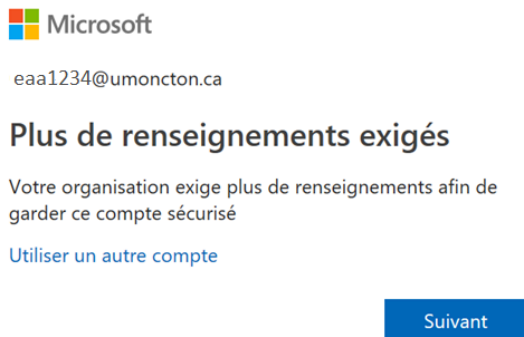 Microsoft
eaa1234@umoncton.ca
Plus de renseignements exigés
Votre organisation exige plus de renseignements afin de
garder ce compte sécurisé
Utiliser un autre compte
Suivant